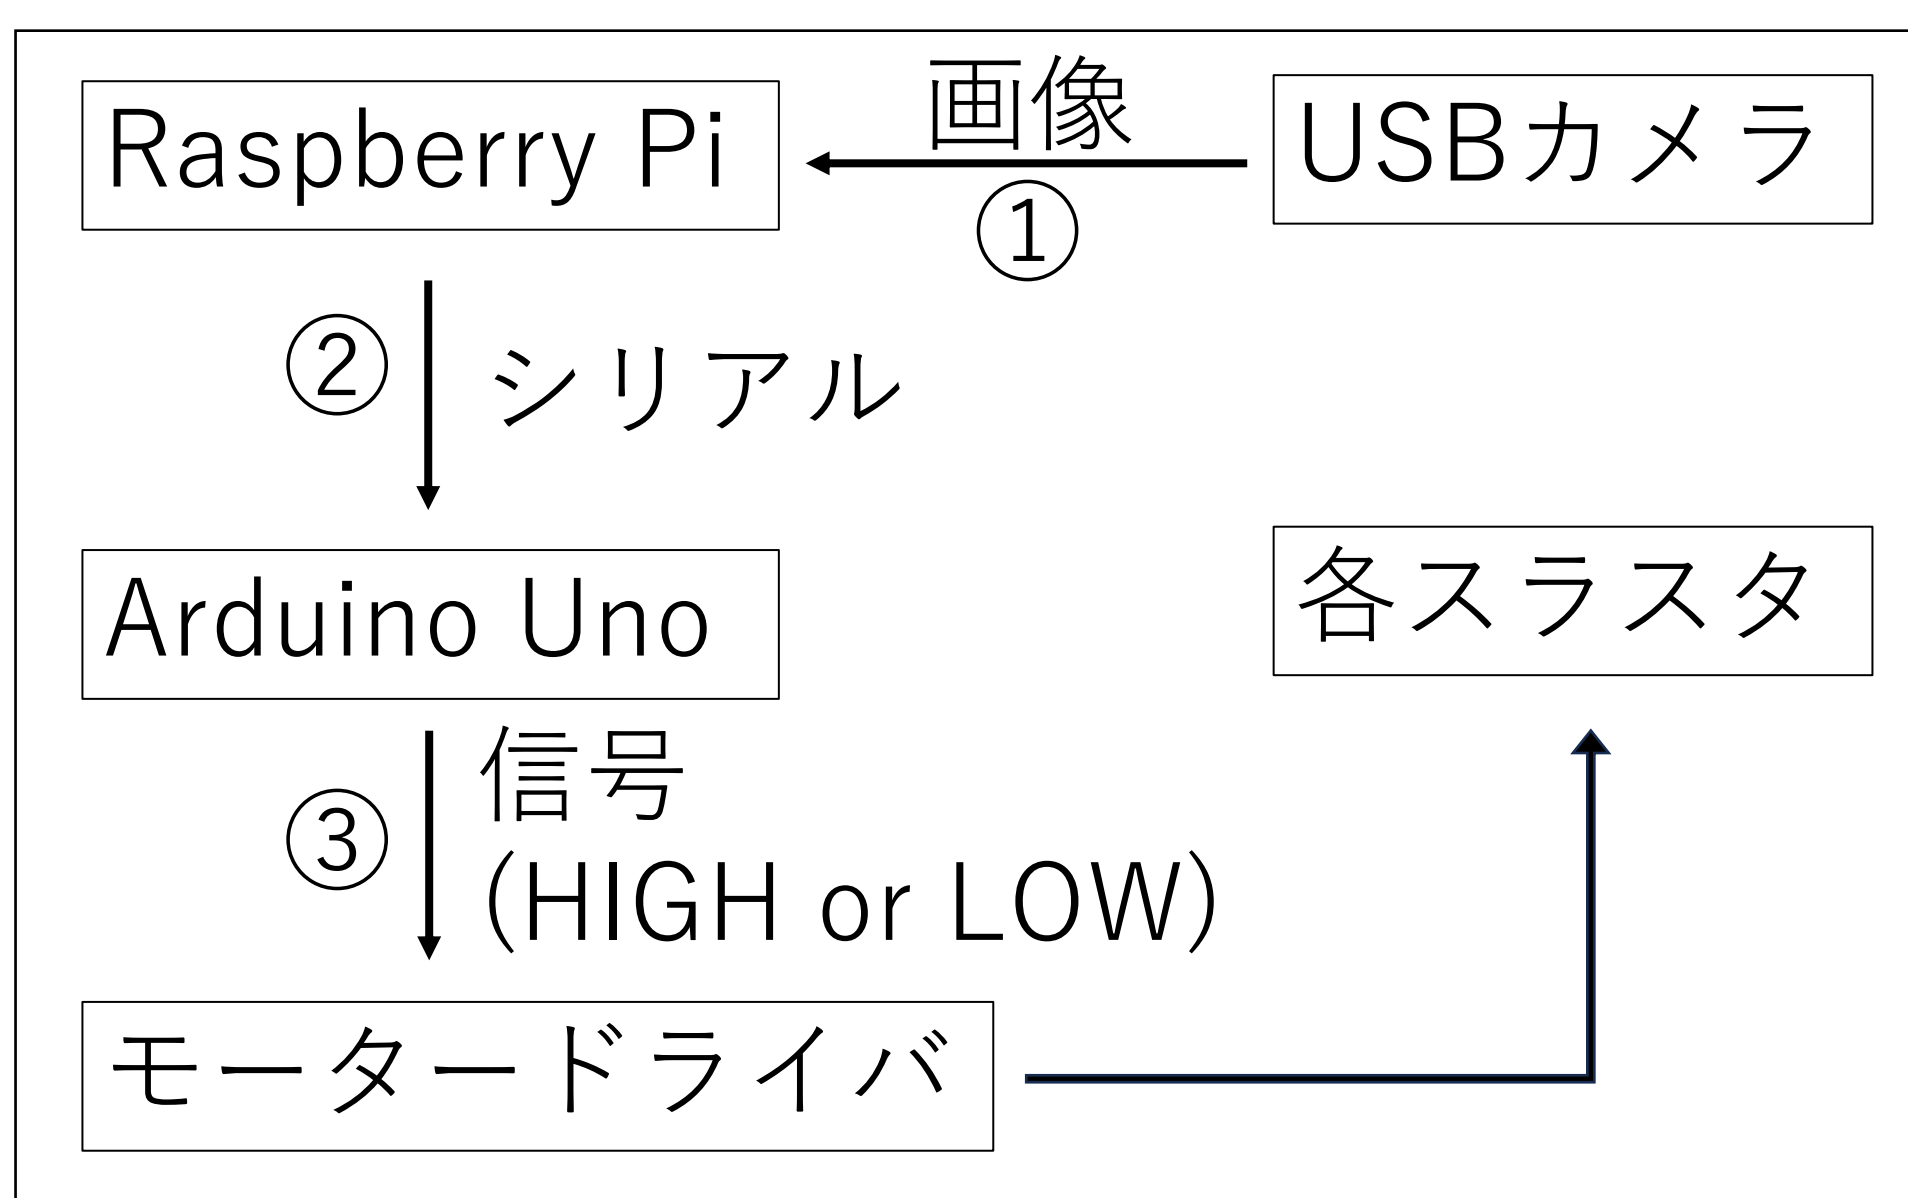 Raspberry Pi
画像
USBカメラ
①
②
シリアル
Arduino Uno
各スラスタ
③
信号
(HIGH or LOW)
モータードライバ